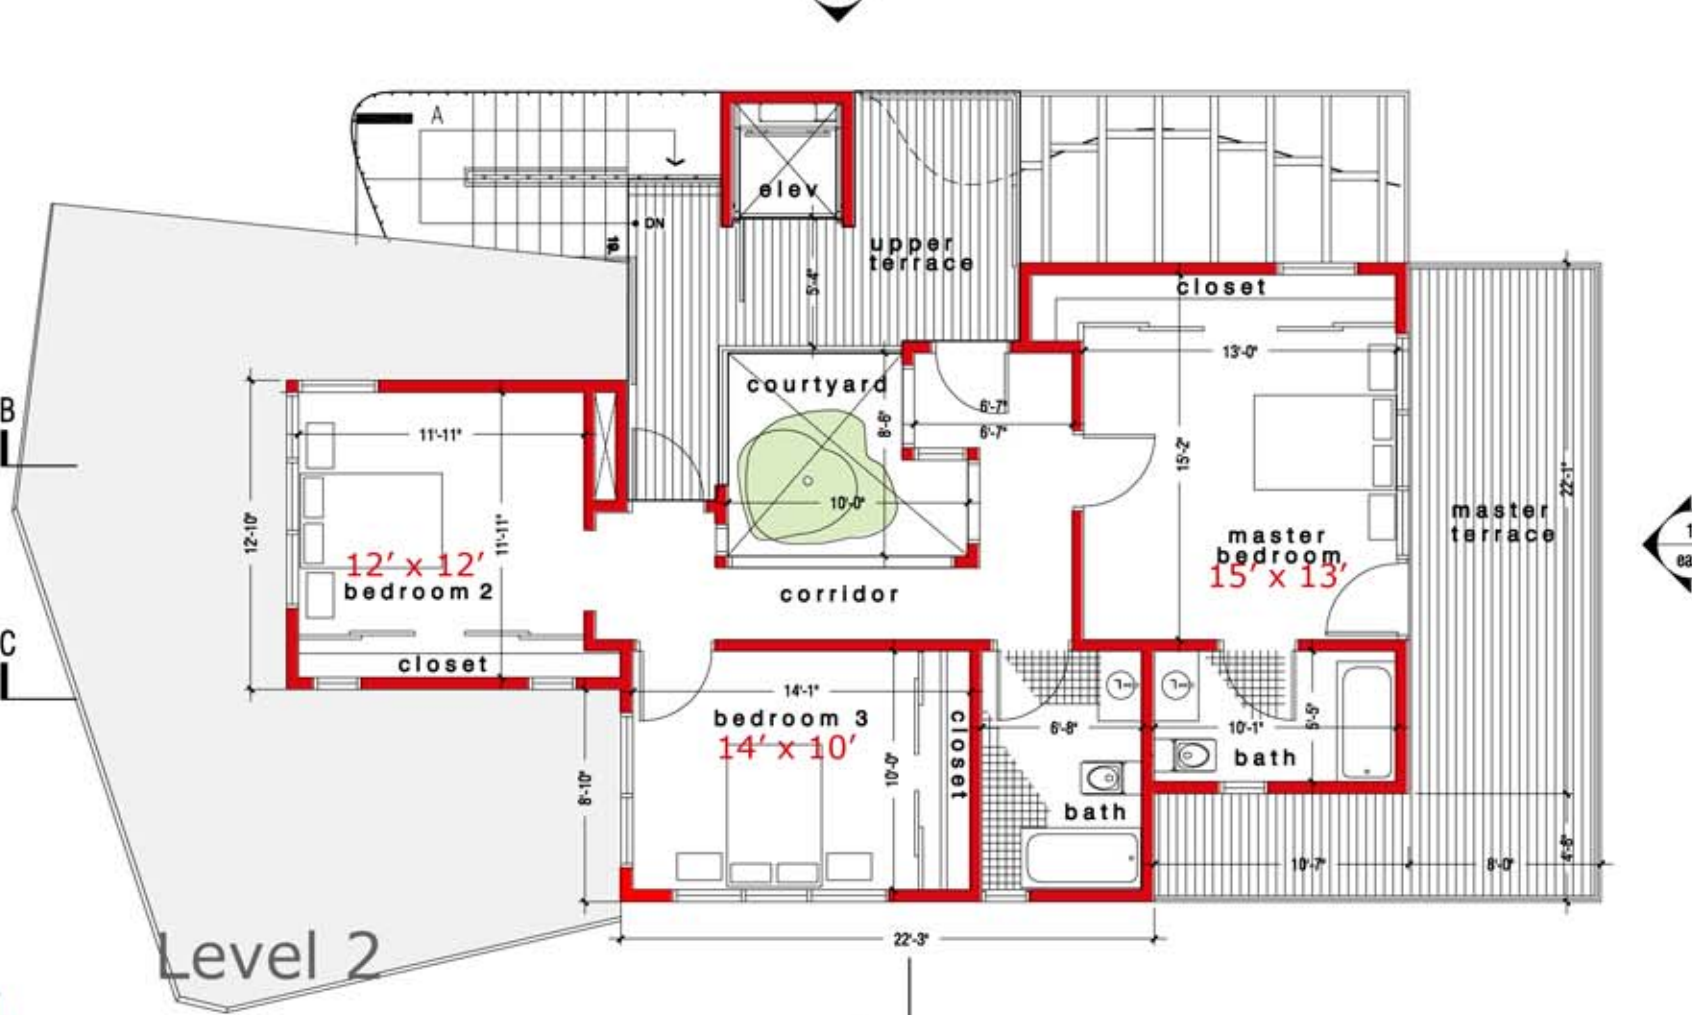 A
elev
DN
upper
terrace
5'-4"
closet
13'-0"
courtyard
8'-6"
6'-7"
6'-7"
B
11'-11"
15'-2"
22'-1"
10'-0"
12-10"
11'-11"
master
terrace
master
bedroom
15’ x 13’
12’ x 12’
bedroom 2
corridor
1
ea
C
closet
14'-1"
bedroom 3
14’ x 10’
closet
6'-8"
10'-1"
5'-5"
bath
10'-0"
8'-10"
bath
10'-7"
8'-0"
4'-8"
22'-3"
Level 2